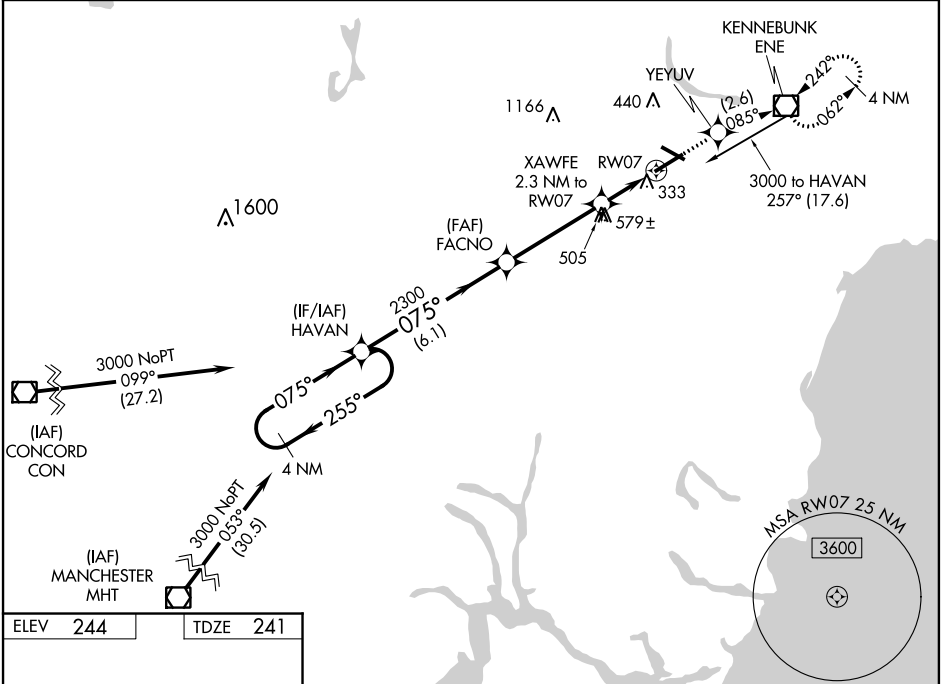 KENNEBUNK
ENE
YEYUV
242°
062°
4 NM
(2.6)
085°
1166
440
XAWFE
2.3 NM to
RW07
RW07
333
3000 to HAVAN
257° (17.6)
1600
579±
505
(FAF)
FACNO
2300
075°
(6.1)
(IF/IAF)
HAVAN
3000 NoPT
099°
(27.2)
075°
255°
4 NM
(IAF)
CONCORD
CON
3000 NoPT
053°
(30.5)
(IAF)
MANCHESTER
MHT
MSA RW07 25 NM
3600
ELEV 244
TDZE 241